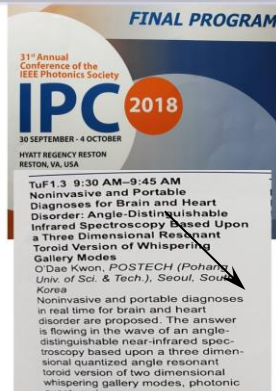 FINAL PROGRAM
31st Annual
Conference of the
IEEE Photonics Society
IPC
2018
30 SEPTEMBER - 4 OCTOBER
HYATT REGENCY RESTON
RESTON, VA, USA
TuF1.3 9:30 AM–9:45 AM
Noninvasive and Portable
Diagnoses for Brain and Heart
Disorder: Angle-Distinguishable
Infrared Spectroscopy Based Upon
a Three Dimensional Resonant
Toroid Version of Whispering
Gallery Modes
O'Dae Kwon, POSTECH (Pohang
Univ. of Sci. & Tech.), Seoul, South
Korea
Noninvasive and portable diagnoses
in real time for brain and heart
disorder are proposed. The answer
is flowing in the wave of an angle-
distinguishable near-infrared spec-
troscopy based upon a three dimen-
sional quantized angle resonant
toroid version of two dimensional
whispering gallery modes, photonic